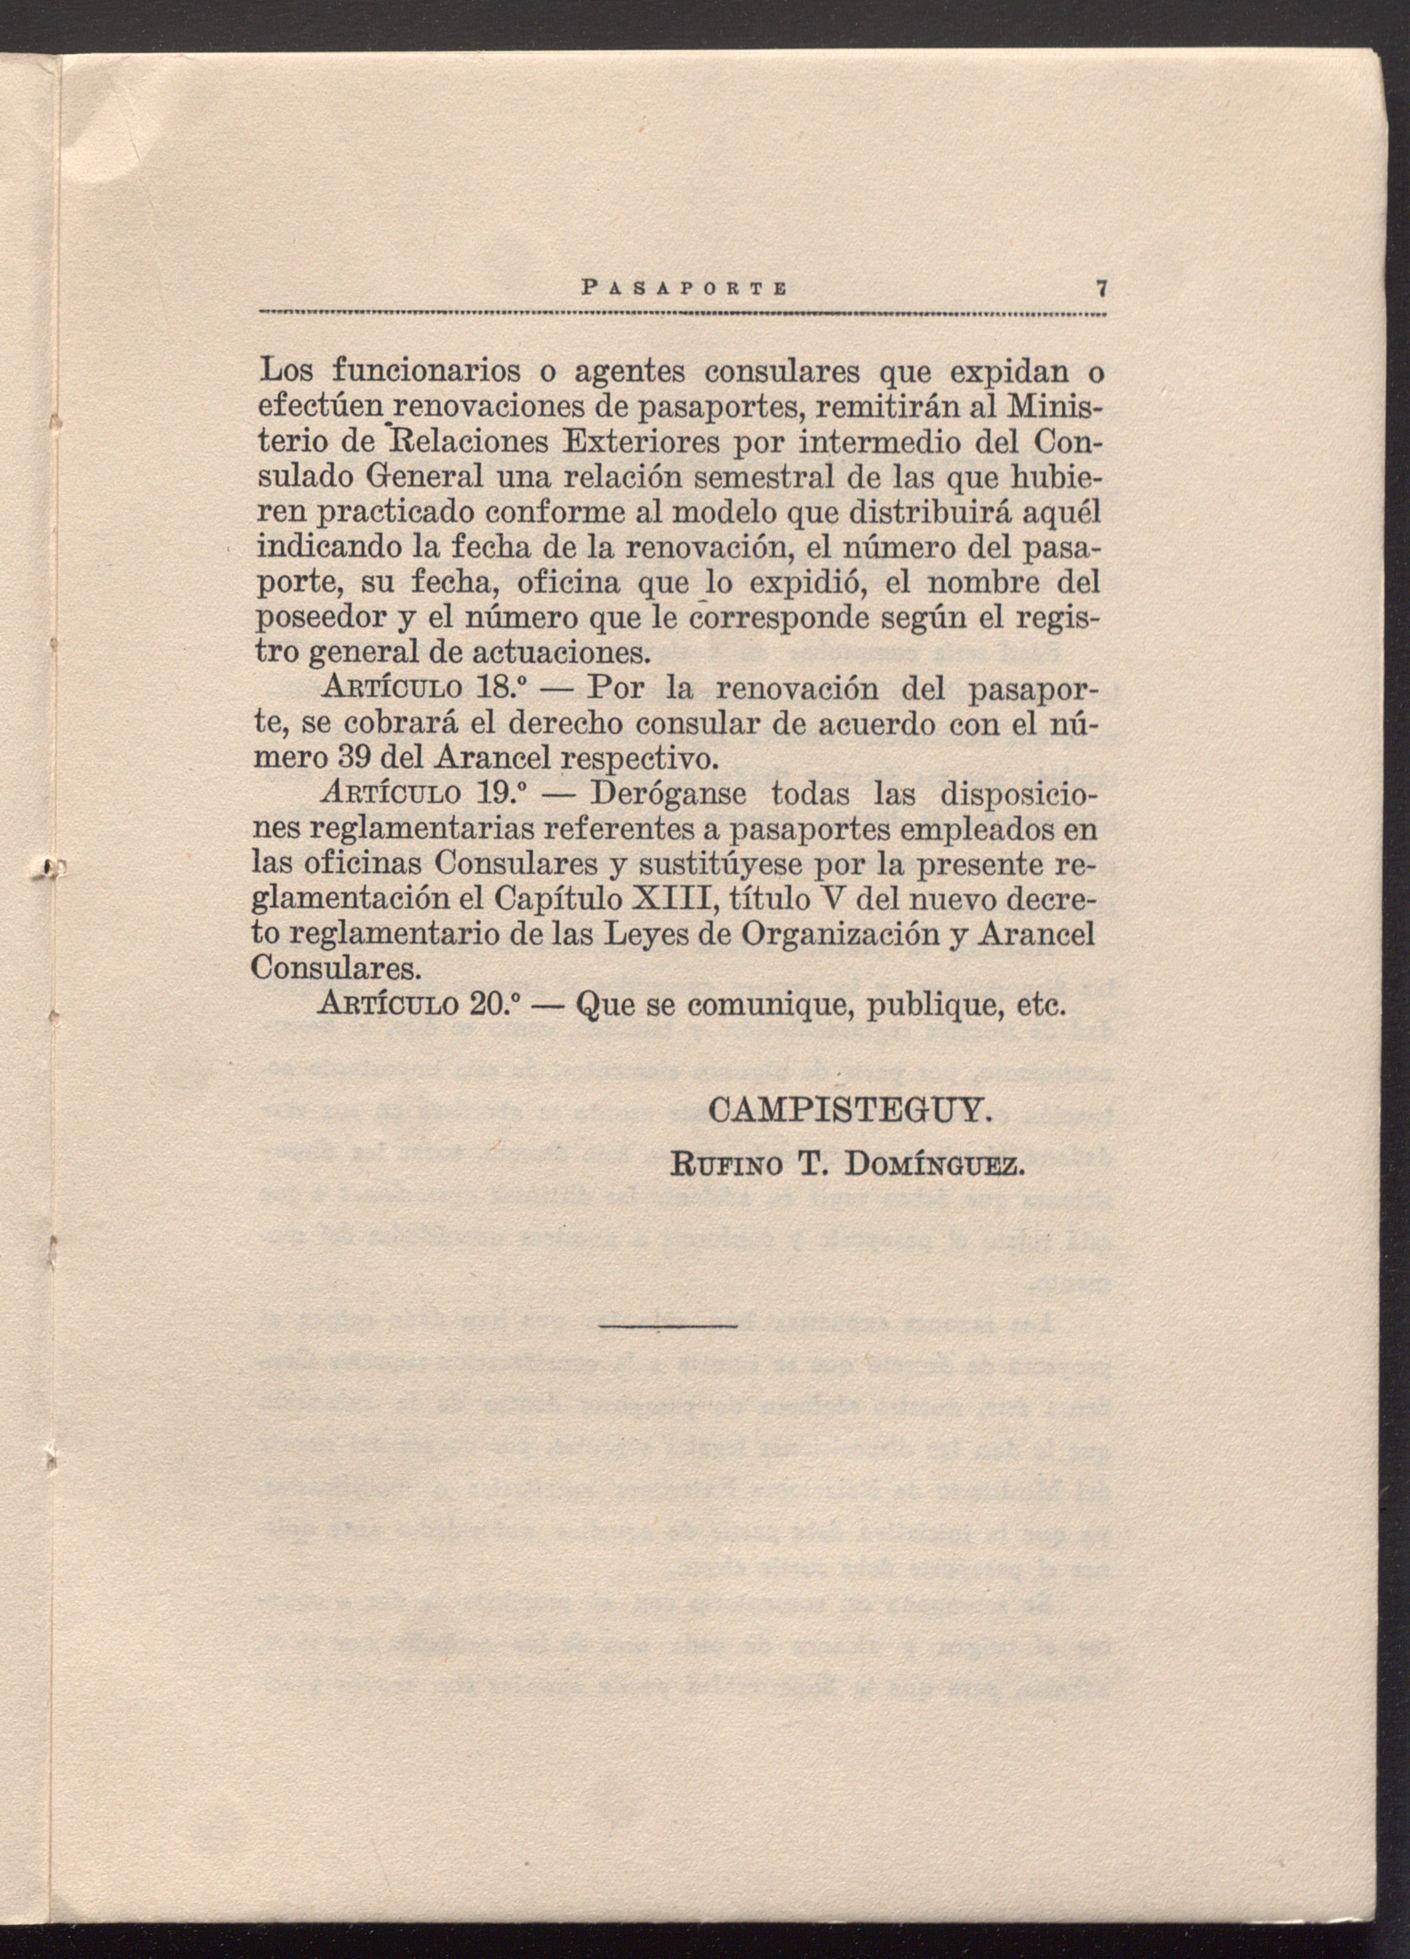 PASAPORTE 7
Los funcionarios o agentes consulares que expidan o
efectúen renovaciones de pasaportes, remitirán al Minis-
terio de Relaciones Exteriores por intermedio del Con-
sulado General una relación semestral de las que hubie-
ren practicado conforme al modelo que distribuirá aquél
indicando la fecha de la renovación, el número del pasa-
porte, su fecha, oficina que lo expidió, el nombre del
poseedor y el número que le corresponde según el regis-
tro general de actuaciones.
ARTÍCULO 18.º — Por la renovación del pasapor-
te, se cobrará el derecho consular de acuerdo con el nú-
mero 39 del Arancel respectivo.
ARTÍCULO 19.º — Deróganse todas las disposicio-
nes reglamentarias referentes a pasaportes empleados en
las oficinas Consulares y sustitúyese por la presente re-
glamentación el Capítulo XIII, título V del nuevo decre-
to reglamentario de las Leyes de Organización y Arancel
Consulares.
ARTÍCULO 20.º — Que se comunique, publique, etc.
CAMPISTEGUY.
RUFINO T. DOMÍNGUEZ.